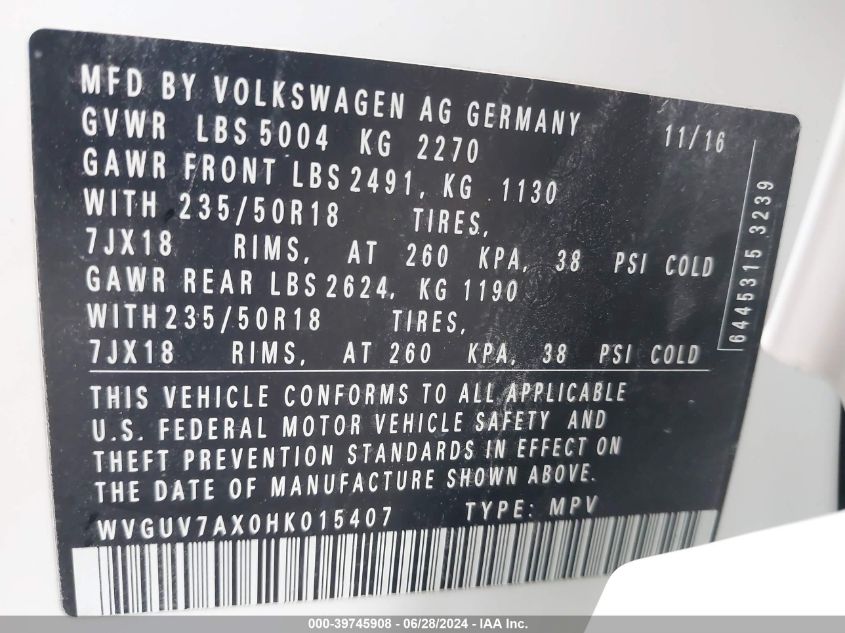 MFD BY VOLKSWAGEN AG GERMANY 11/16
GVWR LBS 5004 KG 2270
GAWR FRONT LBS 2491, KG 1130
WITH 235/50R18 TIRES,
7JX18 RIMS, AT 260 KPA, 38 PSI COLD
GAWR REAR LBS 2624, KG 1190
WITH 235/50R18 TIRES,
7JX18 RIMS, AT 260 KPA, 38 PSI COLD
6445315 3239
THIS VEHICLE CONFORMS TO ALL APPLICABLE
U.S. FEDERAL MOTOR VEHICLE SAFETY AND
THEFT PREVENTION STANDARDS IN EFFECT ON
THE DATE OF MANUFACTURE SHOWN ABOVE.
WVGUV7AX0HK015407 TYPE: MPV
000-39745908 - 06/28/2024 - IAA Inc.